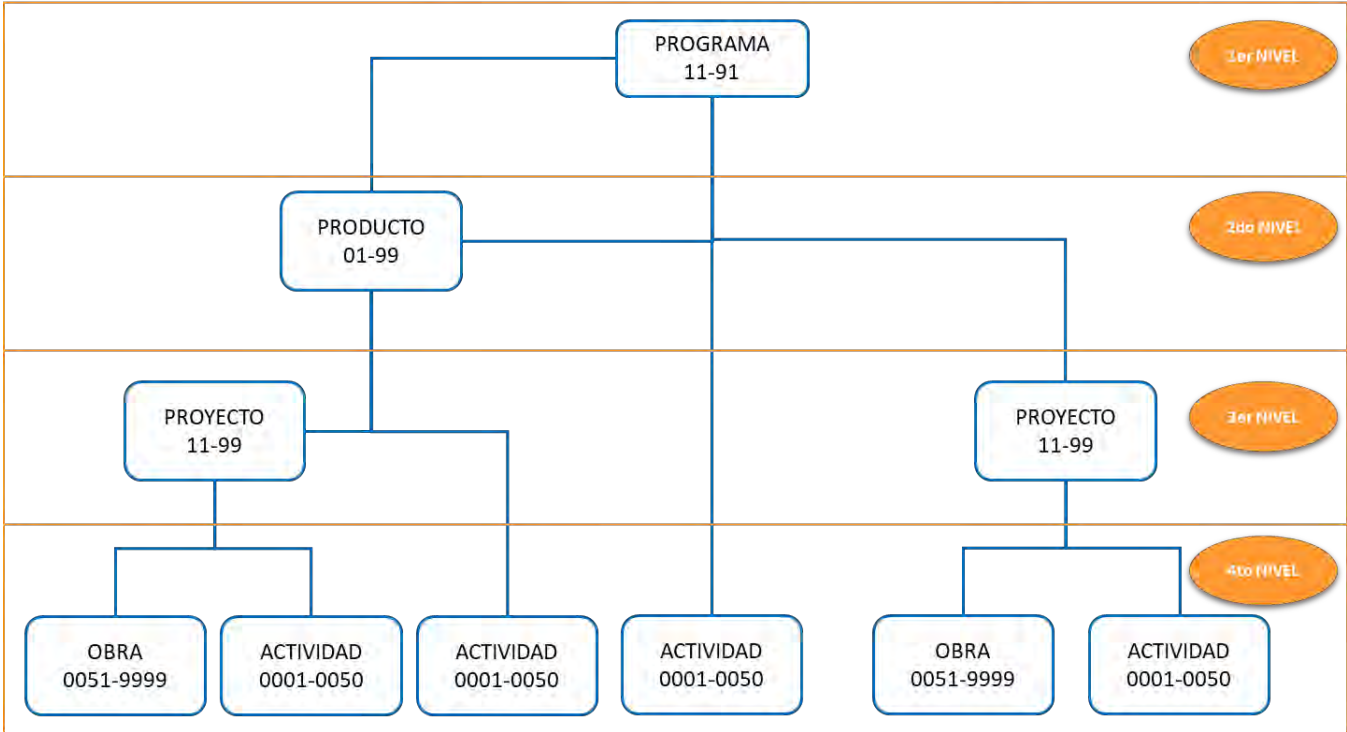 PROGRAMA
11-91
1er NIVEL
PRODUCTO
01-99
2do NIVEL
PROYECTO
11-99
PROYECTO
11-99
3er NIVEL
4to NIVEL
OBRA
0051-9999
ACTIVIDAD
0001-0050
ACTIVIDAD
0001-0050
ACTIVIDAD
0001-0050
OBRA
0051-9999
ACTIVIDAD
0001-0050